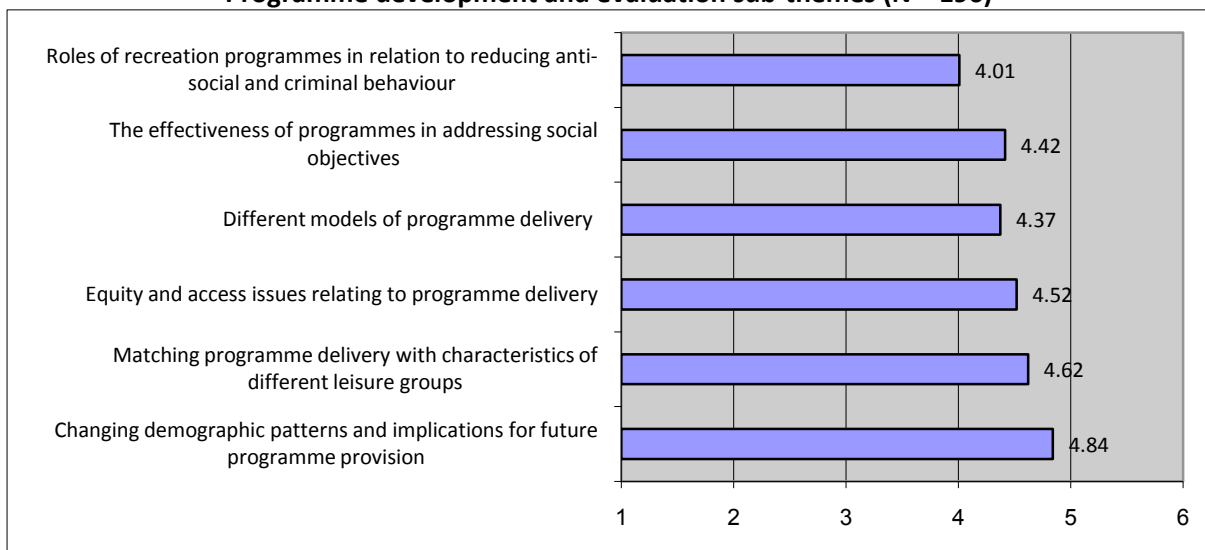 Roles of recreation programmes in relation to reducing anti-
social and criminal behaviour
4.01
The effectiveness of programmes in addressing social
objectives
4.42
Different models of programme delivery
4.37
Equity and access issues relating to programme delivery
4.52
Matching programme delivery with characteristics of
different leisure groups
4.62
Changing demographic patterns and implications for future
programme provision
4.84
1 2 3 4 5 6